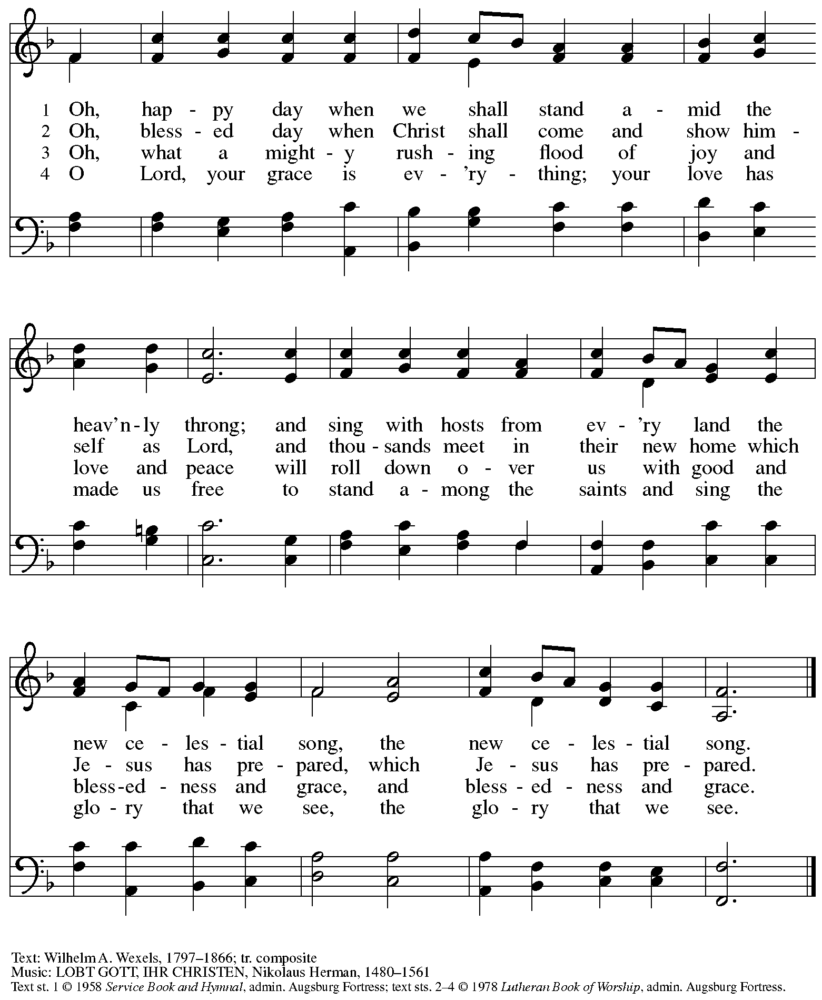 1 Oh, hap - py day when we shall stand a - mid the
2 Oh, bless - ed day when Christ shall come and show him -
3 Oh, what a might - y rush - ing flood of joy and
4 O Lord, your grace is ev - 'ry - thing; your love has
heav'n - ly throng; and sing with hosts from ev - 'ry land the
self as Lord, and thou - sands meet in their new home which
love and peace will roll down o - ver us with good and
made us free to stand a - mong the saints and sing the
new ce - les - tial song, the new ce - les - tial song.
Je - sus has pre - pared, which Je - sus has pre - pared.
bless - ed - ness and grace, and bless - ed - ness and grace.
glo - ry that we see, the glo - ry that we see.
Text: Wilhelm A. Wexels, 1797–1866; tr. composite
Music: LOBT GOTT, IHR CHRISTEN, Nikolaus Herman, 1480–1561
Text st. 1 © 1958 Service Book and Hymnal, admin. Augsburg Fortress; text sts. 2–4 © 1978 Lutheran Book of Worship, admin. Augsburg Fortress.